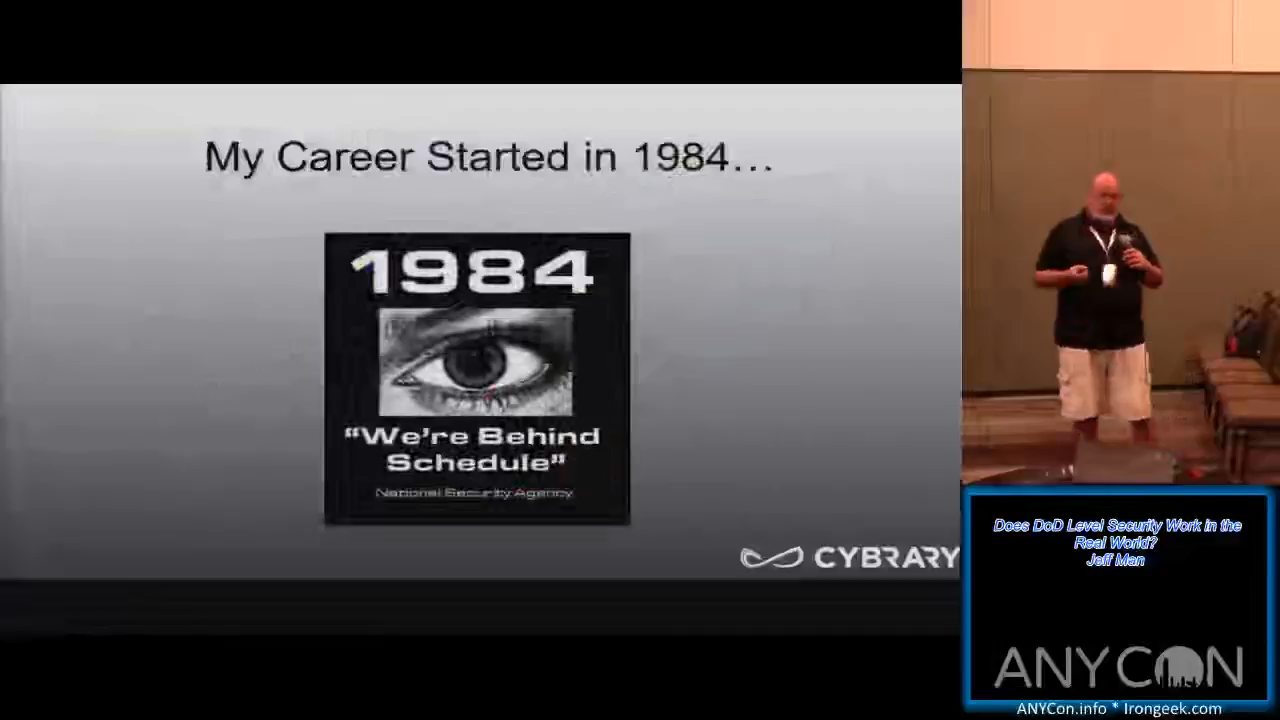 My Career Started in 1984...
1984
“We're Behind
Schedule”
National Security Agency
CYBRARY
Does DoD Level Security Work in the
Real World?
Jeff Man
ANYCON
ANYCon.info * Irongeek.com